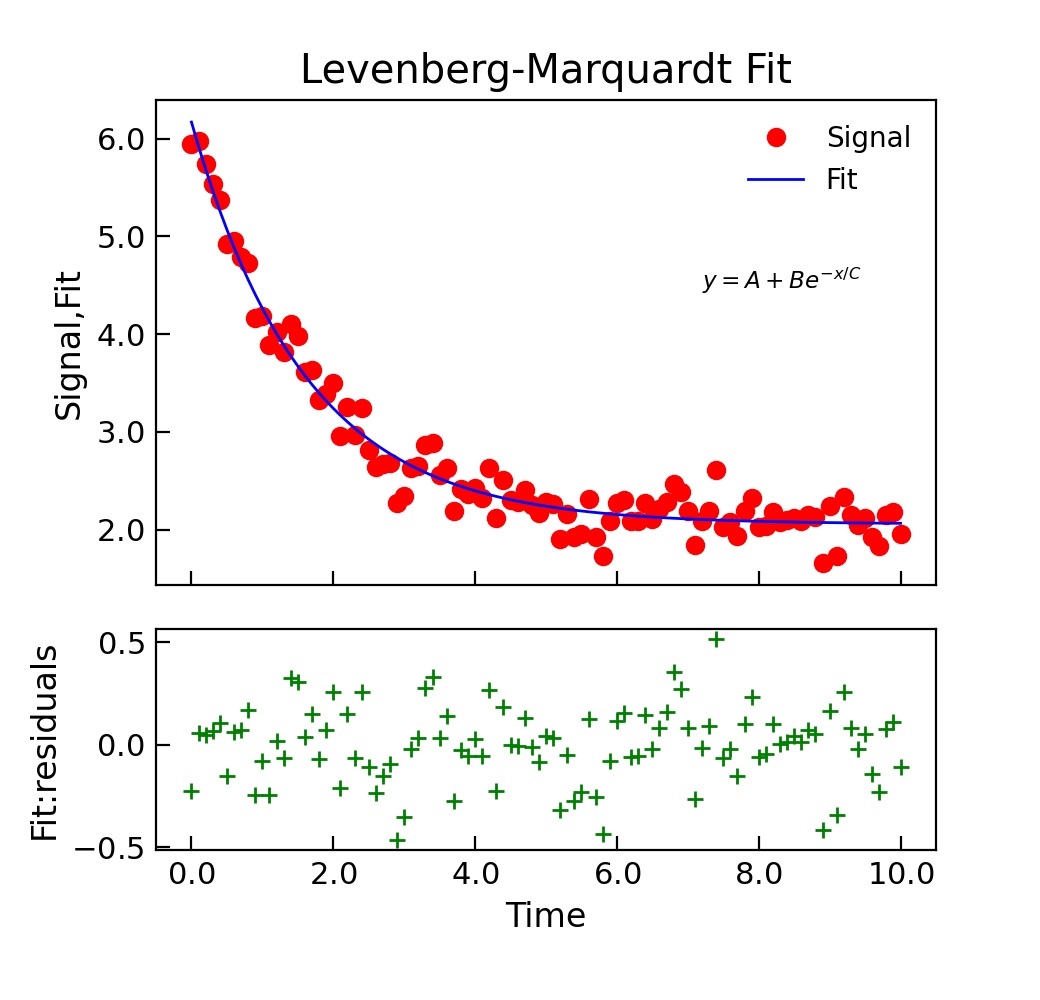 Levenberg-Marquardt Fit
Signal
Fit
y = A + Be^{-x/C}
Signal,Fit
6.0
5.0
4.0
3.0
2.0
Fit:residuals
0.5
0.0
−0.5
0.0 2.0 4.0 6.0 8.0 10.0
Time